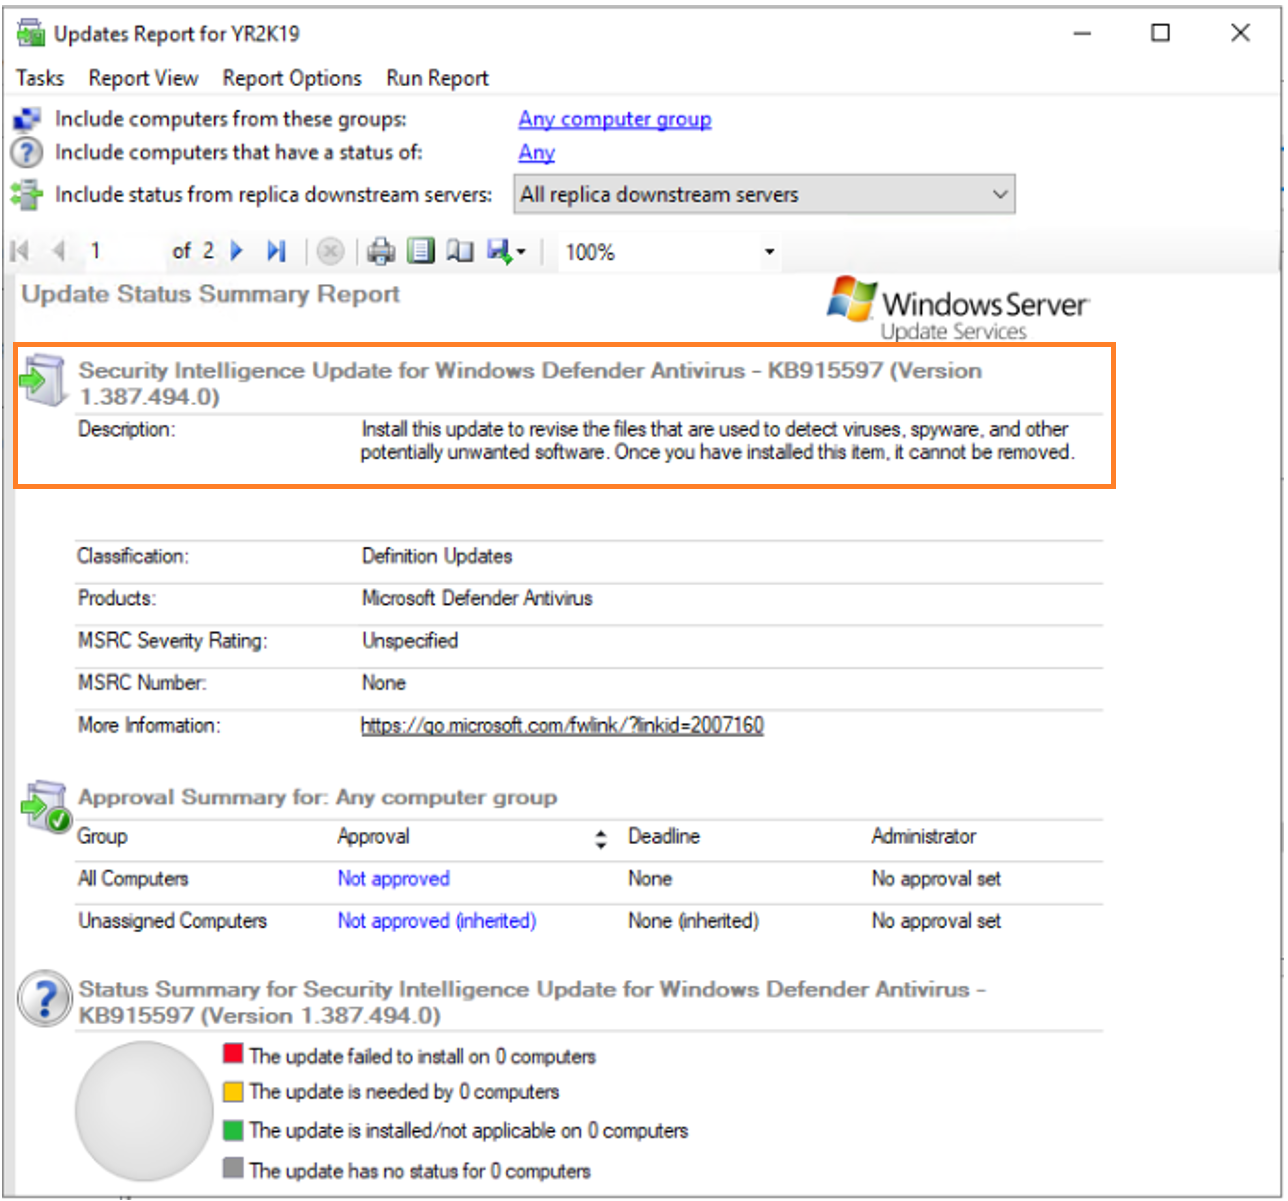 Updates Report for YR2K19
Tasks Report View Report Options Run Report
Include computers from these groups: Any computer group
Include computers that have a status of: Any
Include status from replica downstream servers: All replica downstream servers
1 of 2 100%
Update Status Summary Report
Windows Server
Update Services
Security Intelligence Update for Windows Defender Antivirus - KB915597 (Version
1.387.494.0)
Description: Install this update to revise the files that are used to detect viruses, spyware, and other
potentially unwanted software. Once you have installed this item, it cannot be removed.
Classification: Definition Updates
Products: Microsoft Defender Antivirus
MSRC Severity Rating: Unspecified
MSRC Number: None
More Information: https://go.microsoft.com/fwlink/?linkid=2007160
Approval Summary for: Any computer group
Group Approval Deadline Administrator
All Computers Not approved None No approval set
Unassigned Computers Not approved (inherited) None (inherited) No approval set
Status Summary for Security Intelligence Update for Windows Defender Antivirus -
KB915597 (Version 1.387.494.0)
The update failed to install on 0 computers
The update is needed by 0 computers
The update is installed/not applicable on 0 computers
The update has no status for 0 computers